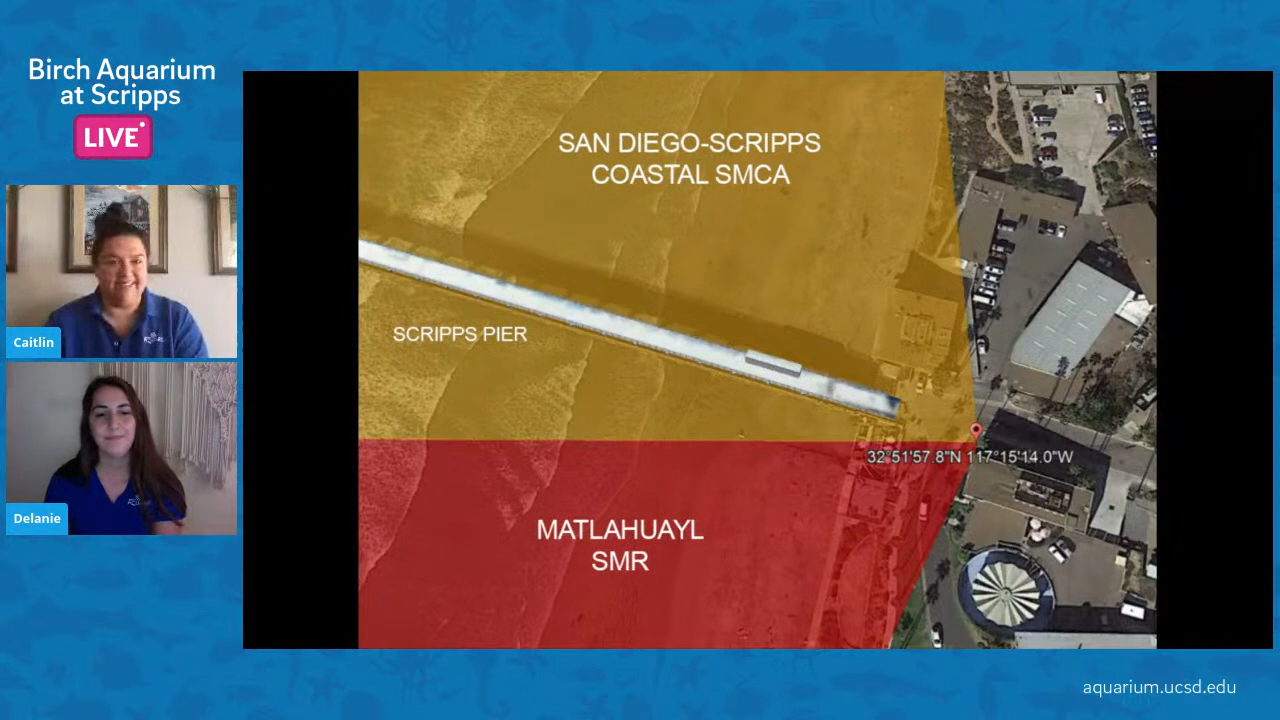 Birch Aquarium
at Scripps
LIVE
Caitlin
Delanie
SAN DIEGO-SCRIPPS
COASTAL SMCA
SCRIPPS PIER
32°51'57.8"N 117°15'14.0"W
MATLAHUAYL
SMR
aquarium.ucsd.edu